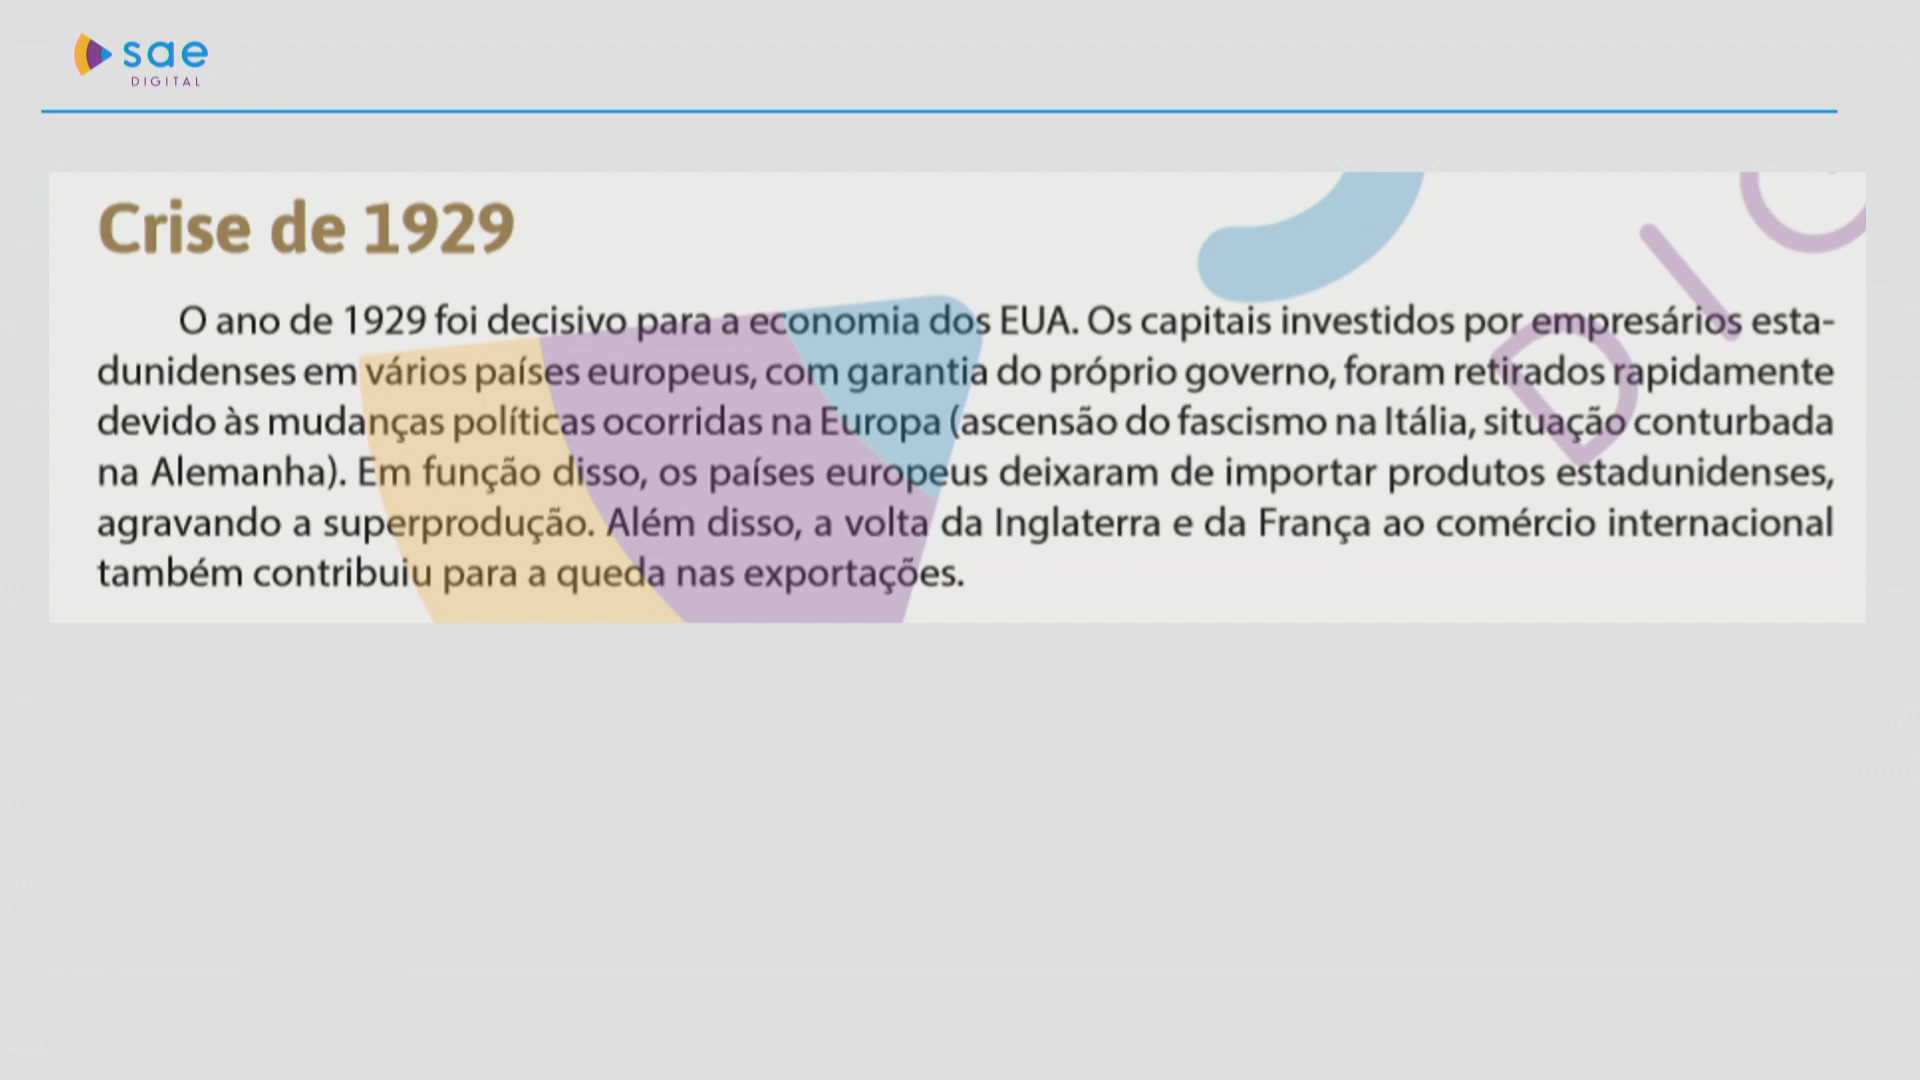 sae
DIGITAL
Crise de 1929
O ano de 1929 foi decisivo para a economia dos EUA. Os capitais investidos por empresários esta-
dunidenses em vários países europeus, com garantia do próprio governo, foram retirados rapidamente
devido às mudanças políticas ocorridas na Europa (ascensão do fascismo na Itália, situação conturbada
na Alemanha). Em função disso, os países europeus deixaram de importar produtos estadunidenses,
agravando a superprodução. Além disso, a volta da Inglaterra e da França ao comércio internacional
também contribuiu para a queda nas exportações.